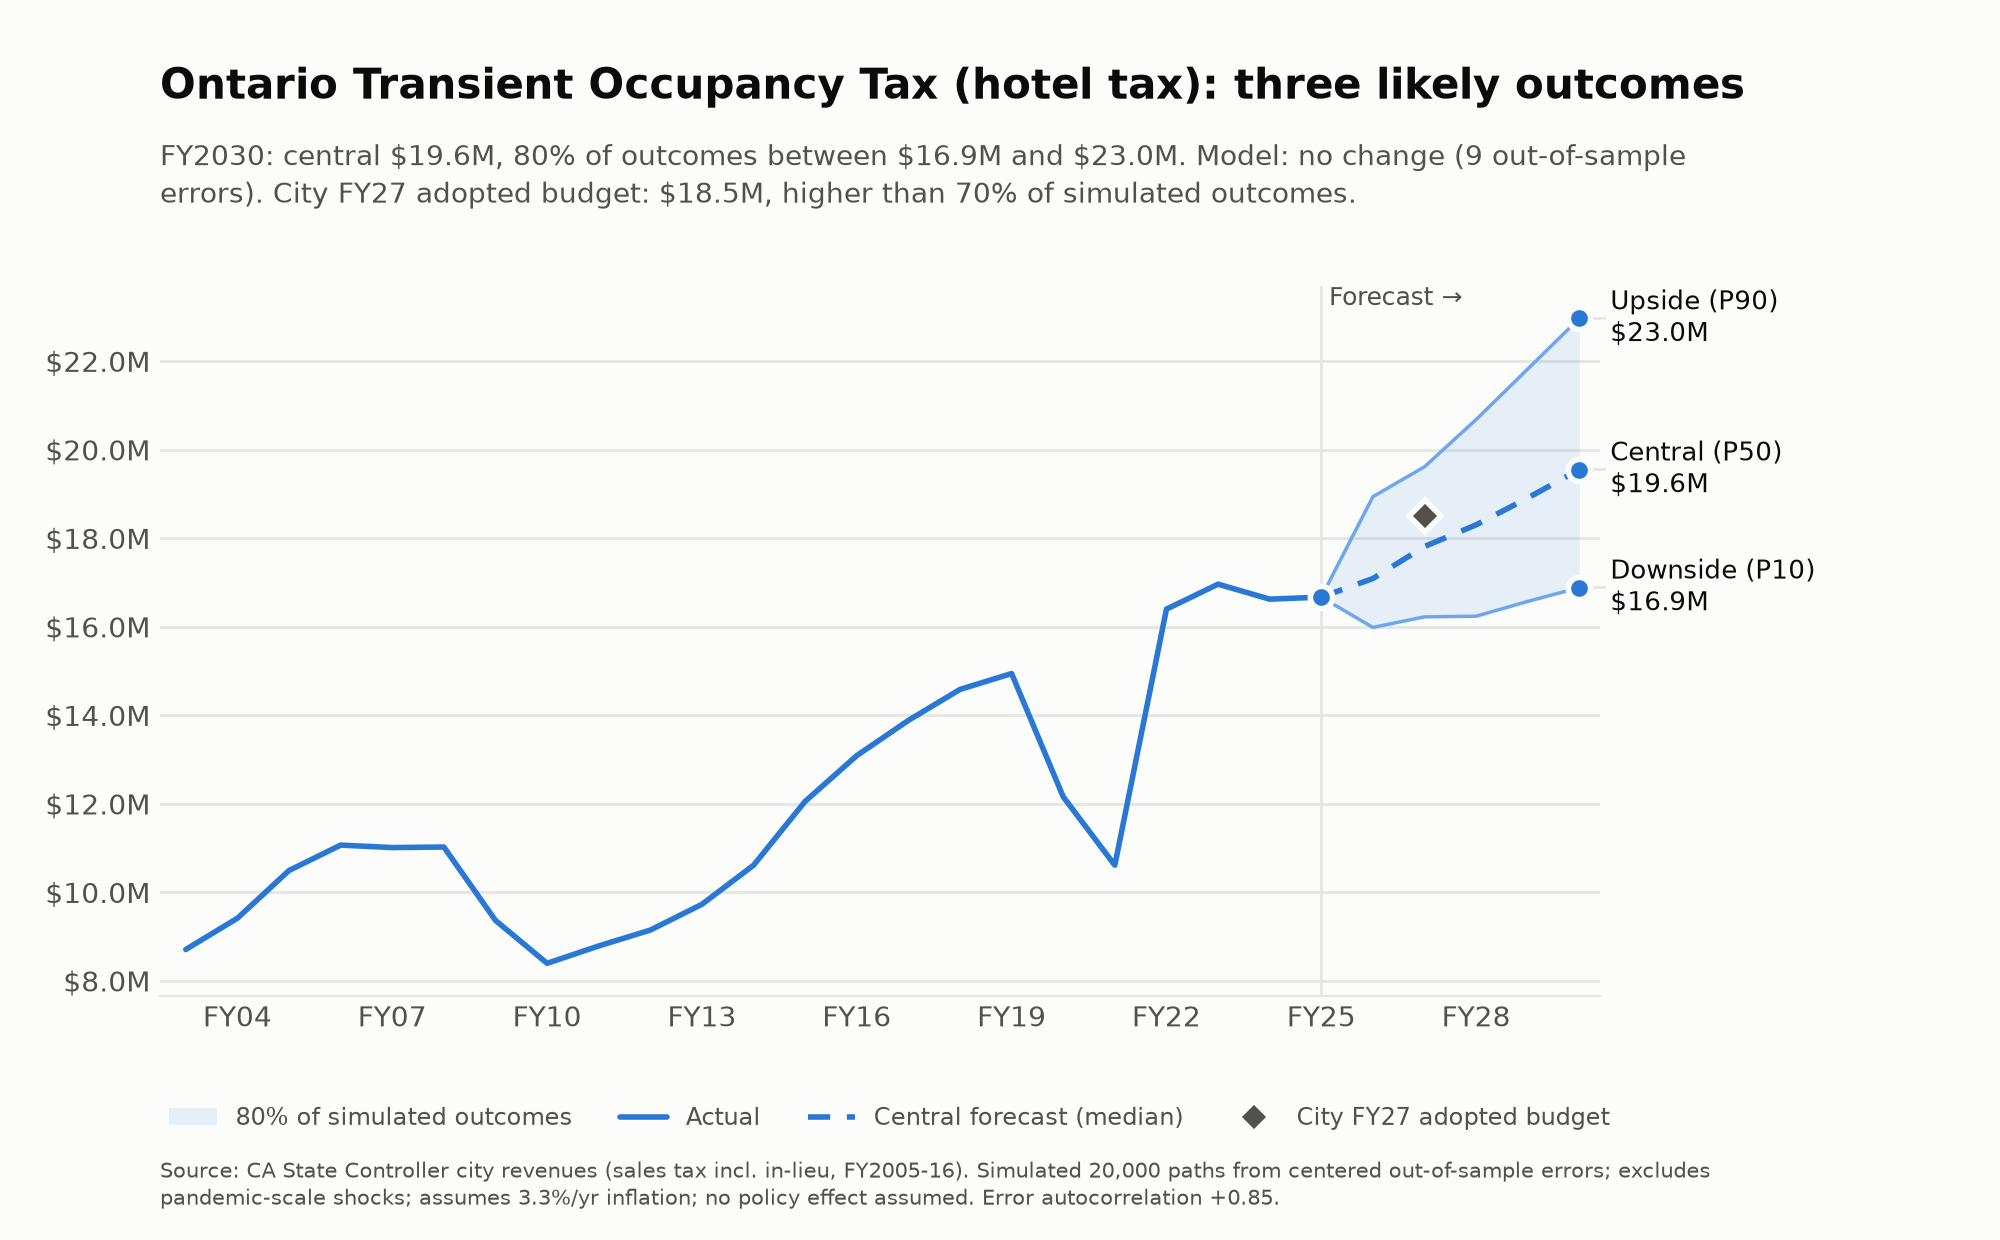 Ontario Transient Occupancy Tax (hotel tax): three likely outcomes
FY2030: central $19.6M, 80% of outcomes between $16.9M and $23.0M. Model: no change (9 out-of-sample
errors). City FY27 adopted budget: $18.5M, higher than 70% of simulated outcomes.
Forecast →
Upside (P90)
$23.0M
Central (P50)
$19.6M
Downside (P10)
$16.9M
$22.0M
$20.0M
$18.0M
$16.0M
$14.0M
$12.0M
$10.0M
$8.0M
FY04 FY07 FY10 FY13 FY16 FY19 FY22 FY25 FY28
80% of simulated outcomes Actual Central forecast (median) City FY27 adopted budget
Source: CA State Controller city revenues (sales tax incl. in-lieu, FY2005-16). Simulated 20,000 paths from centered out-of-sample errors; excludes
pandemic-scale shocks; assumes 3.3%/yr inflation; no policy effect assumed. Error autocorrelation +0.85.